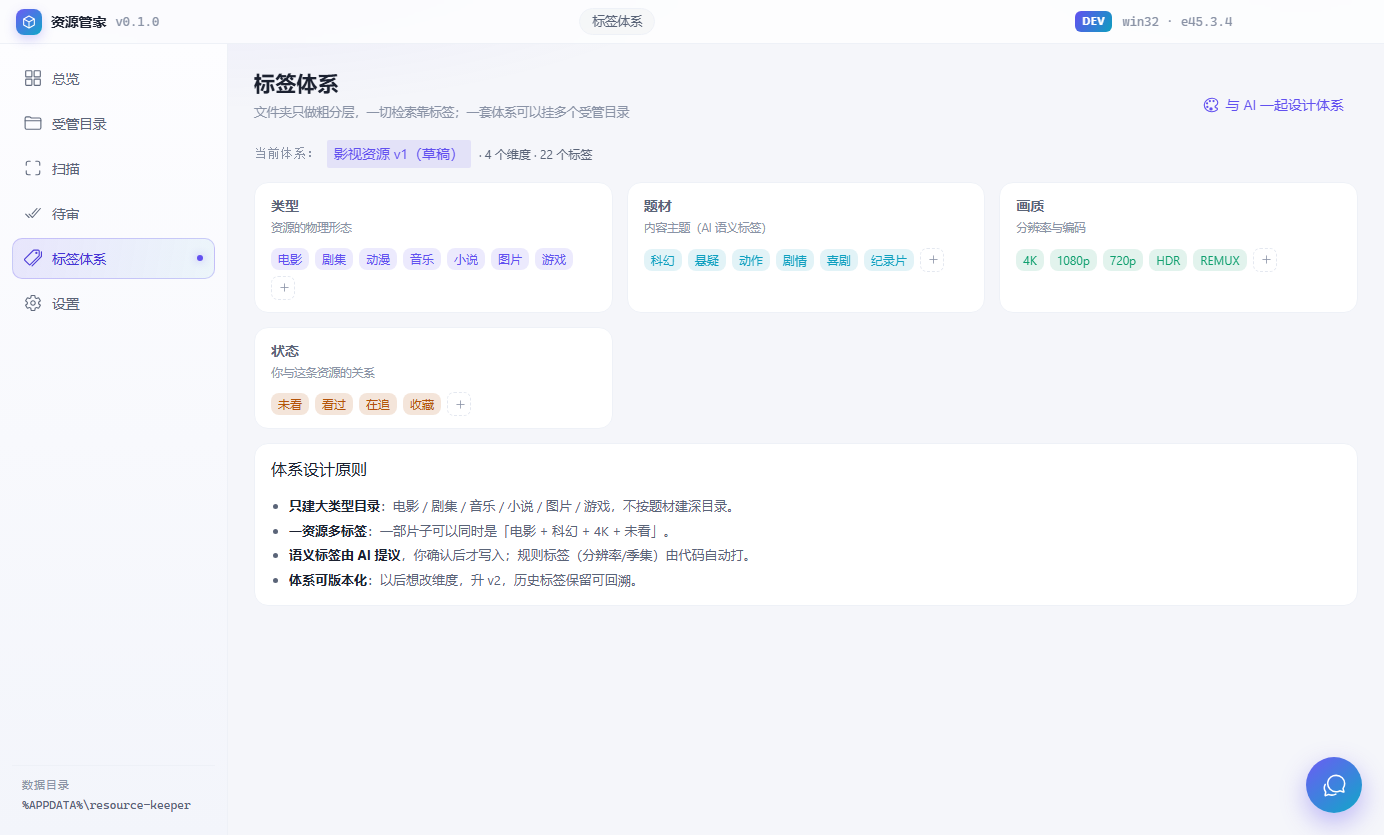 资源管家 v0.1.0
标签体系
DEV win32 · e45.3.4
总览
受管目录
扫描
待审
标签体系
设置
数据目录
%APPDATA%\resource-keeper
标签体系
文件夹只做粗分层，一切检索靠标签；一套体系可以挂多个受管目录
与 AI 一起设计体系
当前体系： 影视资源 v1（草稿） · 4 个维度 · 22 个标签
类型
资源的物理形态
电影 剧集 动漫 音乐 小说 图片 游戏
+
题材
内容主题（AI 语义标签）
科幻 悬疑 动作 剧情 喜剧 纪录片 +
画质
分辨率与编码
4K 1080p 720p HDR REMUX +
状态
你与这条资源的关系
未看 看过 在追 收藏 +
体系设计原则
只建大类型目录：电影 / 剧集 / 音乐 / 小说 / 图片 / 游戏，不按题材建深目录。
一资源多标签：一部片子可以同时是「电影 + 科幻 + 4K + 未看」。
语义标签由 AI 提议，你确认后才写入；规则标签（分辨率/季集）由代码自动打。
体系可版本化：以后想改维度，升 v2，历史标签保留可回溯。